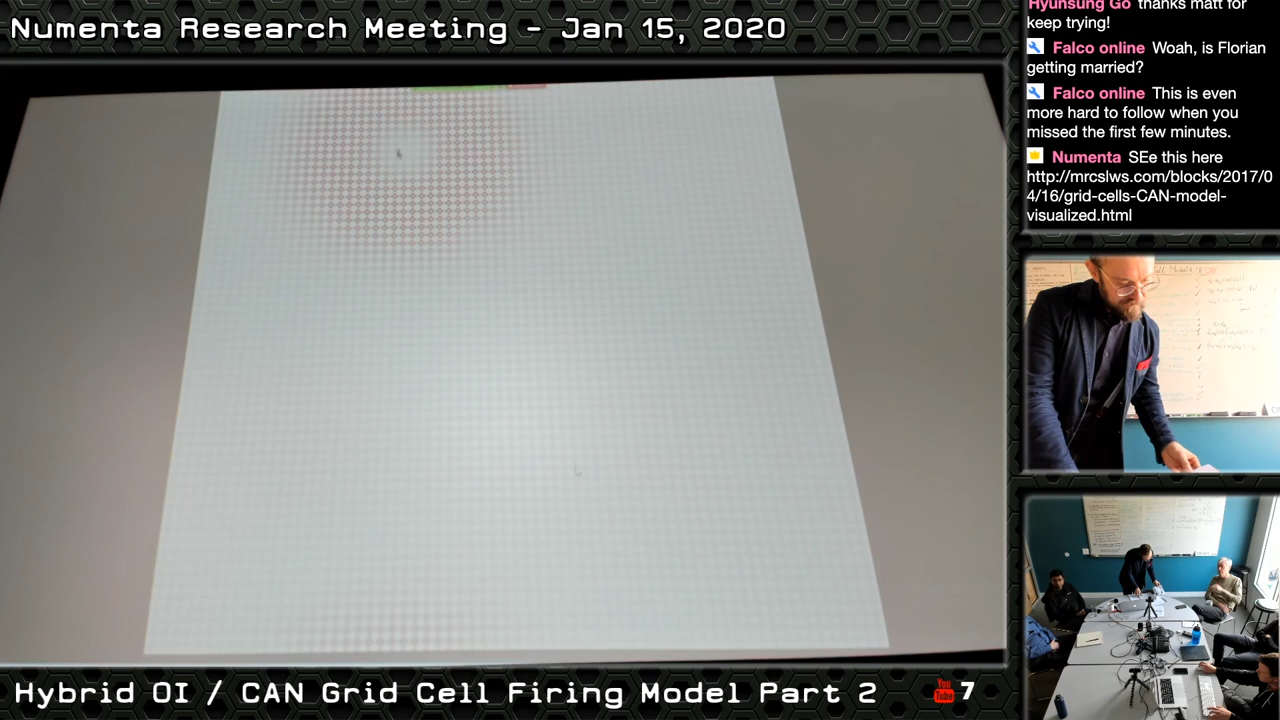 Numenta Research Meeting - Jan 15, 2020
Hyunsung Go thanks matt for
keep trying!
Falco online Woah, is Florian
getting married?
Falco online This is even
more hard to follow when you
missed the first few minutes.
Numenta SEe this here
http://mrcslws.com/blocks/2017/0
4/16/grid-cells-CAN-model-
visualized.html
Hybrid OI / CAN Grid Cell Firing Model Part 2
You
Tube
7